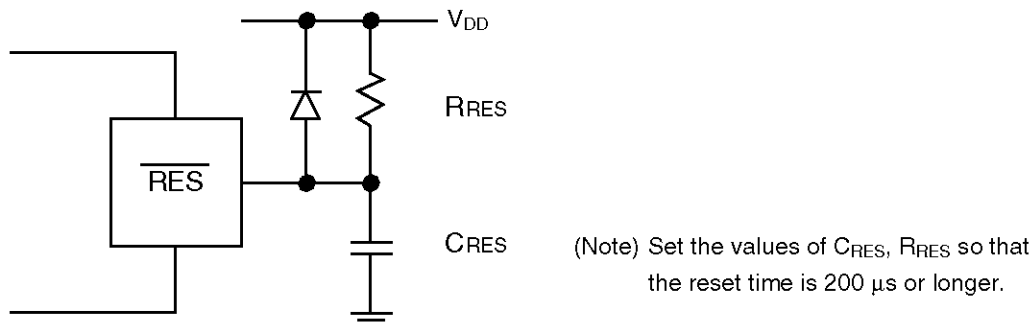 VDD
RRES
RES
CRES
(Note) Set the values of CRES, RRES so that
the reset time is 200 μs or longer.